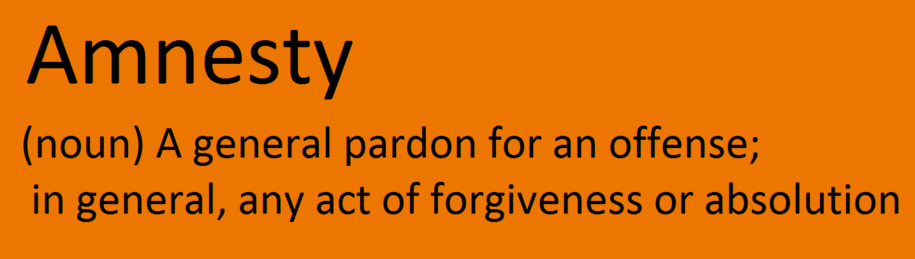 Amnesty
(noun) A general pardon for an offense;
in general, any act of forgiveness or absolution